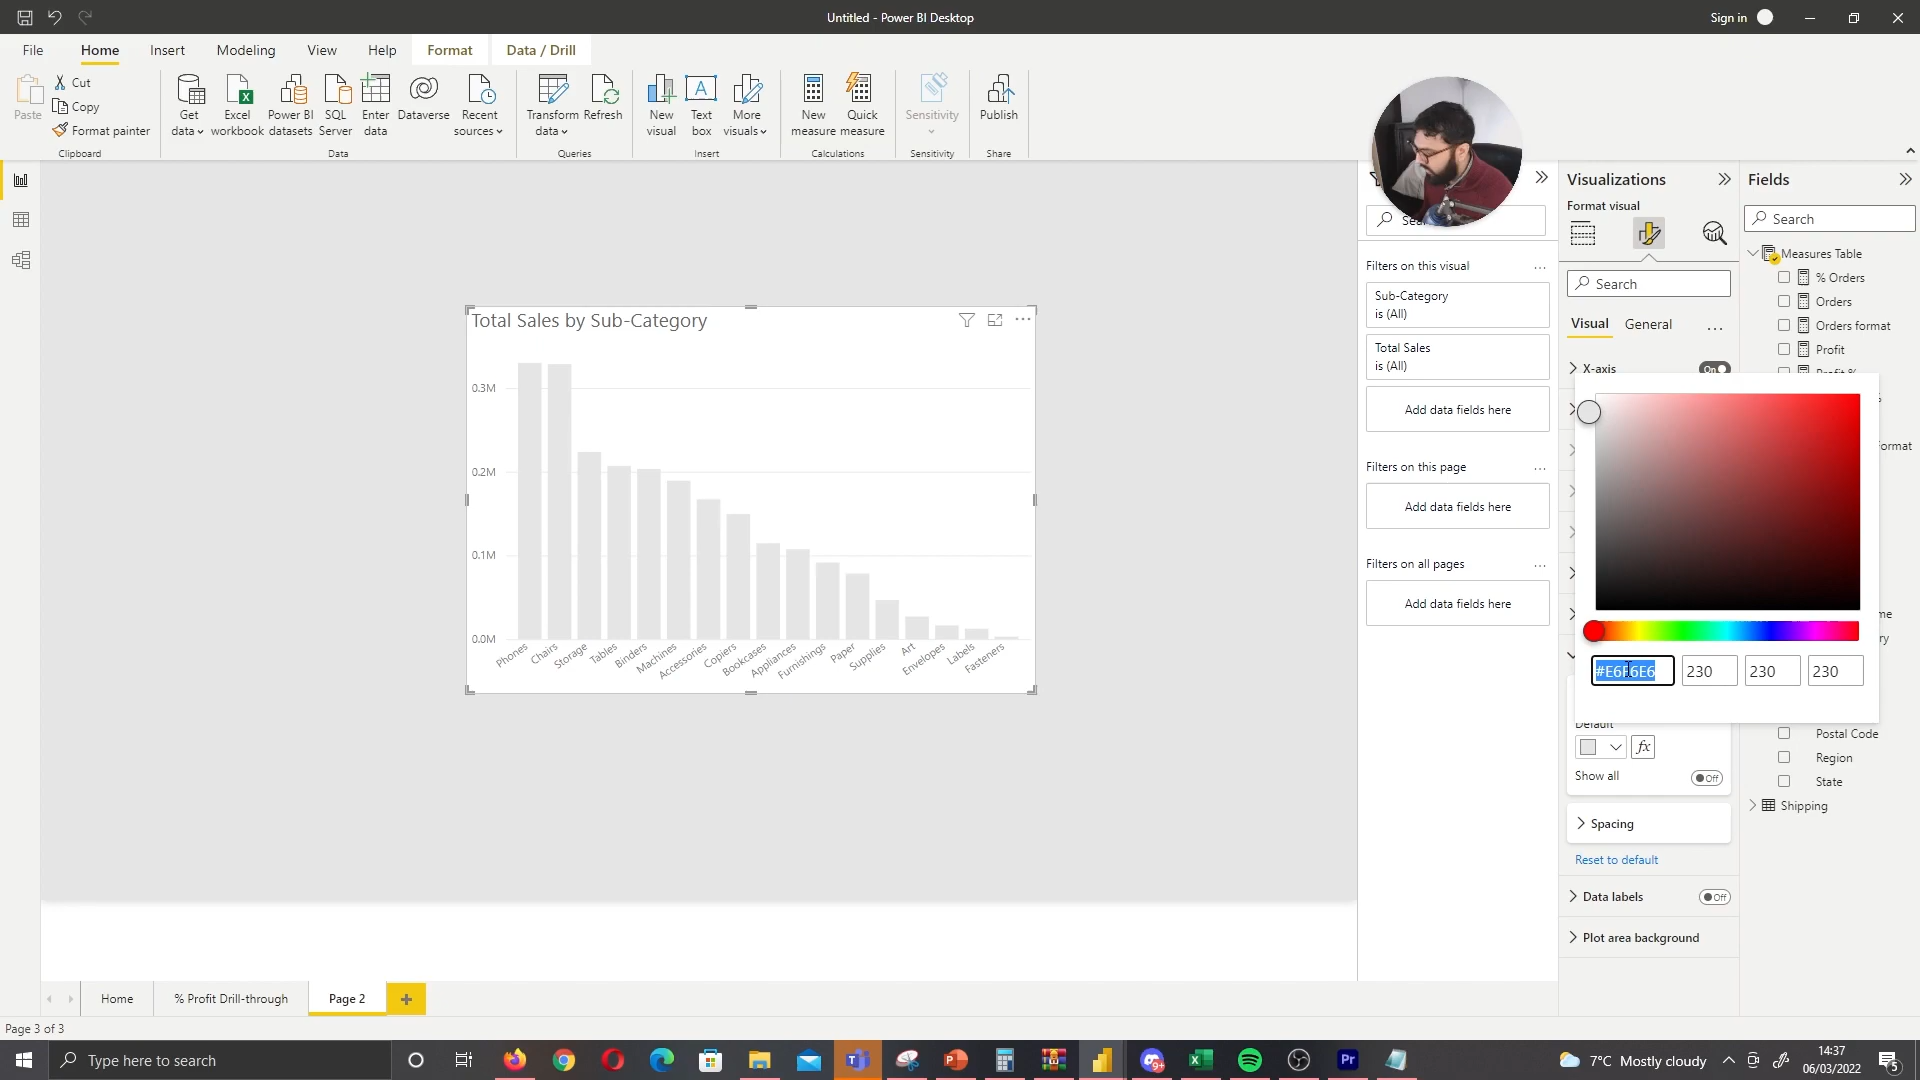 Untitled - Power BI Desktop
Sign in
File
Home
Insert
Modeling
View
Help
Format
Data / Drill
Paste
Cut
Copy
Format painter
Clipboard
Get data
Excel workbook
Power BI datasets
SQL Server
Enter data
Dataverse
Recent sources
Data
Transform data
Refresh
Queries
New visual
Text box
More visuals
Insert
New measure
Quick measure
Calculations
Sensitivity
Sensitivity
Publish
Share
Total Sales by Sub-Category
0.3M
0.2M
0.1M
0.0M
Phones
Chairs
Storage
Tables
Binders
Machines
Accessories
Copiers
Bookcases
Appliances
Furnishings
Paper
Supplies
Art
Envelopes
Labels
Fasteners
Filters on this visual
Sub-Category
is (All)
Total Sales
is (All)
Add data fields here
Filters on this page
Add data fields here
Filters on all pages
Add data fields here
Visualizations
Format visual
Search
Visual
General
X-axis
On
#E6E6E6
230
230
230
Default
fx
Show all
Off
Spacing
Reset to default
Data labels
Off
Plot area background
Fields
Search
Measures Table
% Orders
Orders
Orders format
Profit
Profit %
Postal Code
Region
State
Shipping
Home
% Profit Drill-through
Page 2
Page 3 of 3
Type here to search
7°C Mostly cloudy
14:37
06/03/2022
5